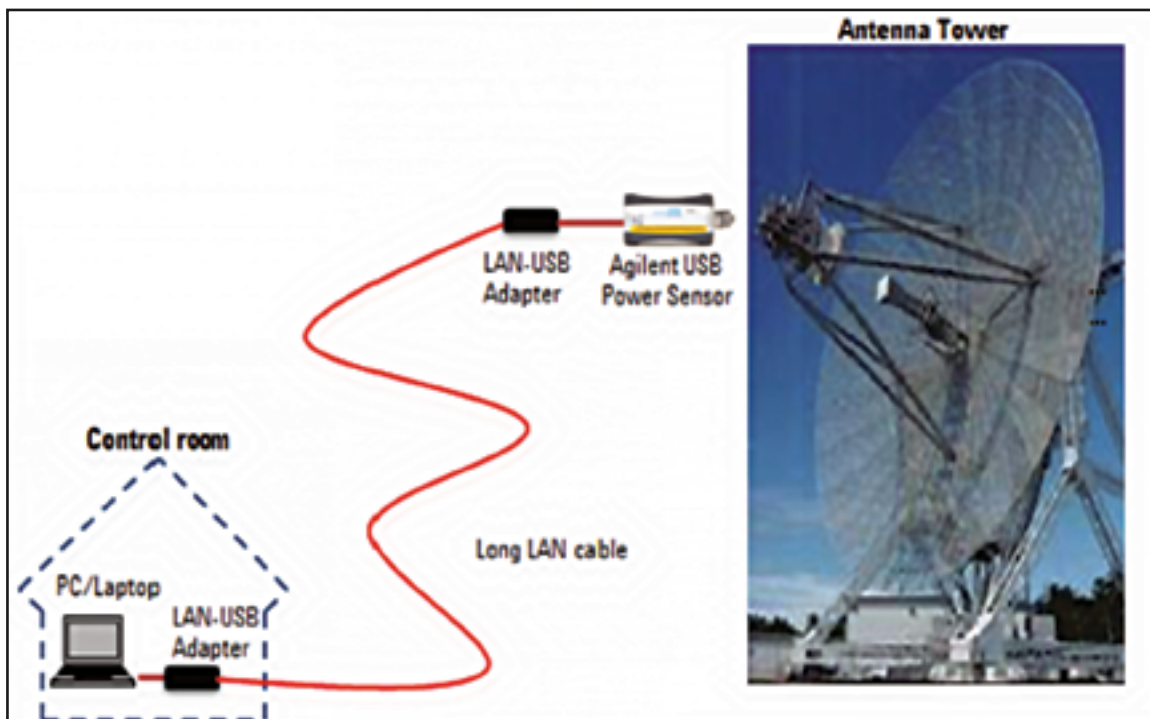 Antenna Tower
LAN-USB
Adapter
Agilent USB
Power Sensor
Control room
Long LAN cable
PC/Laptop
LAN-USB
Adapter